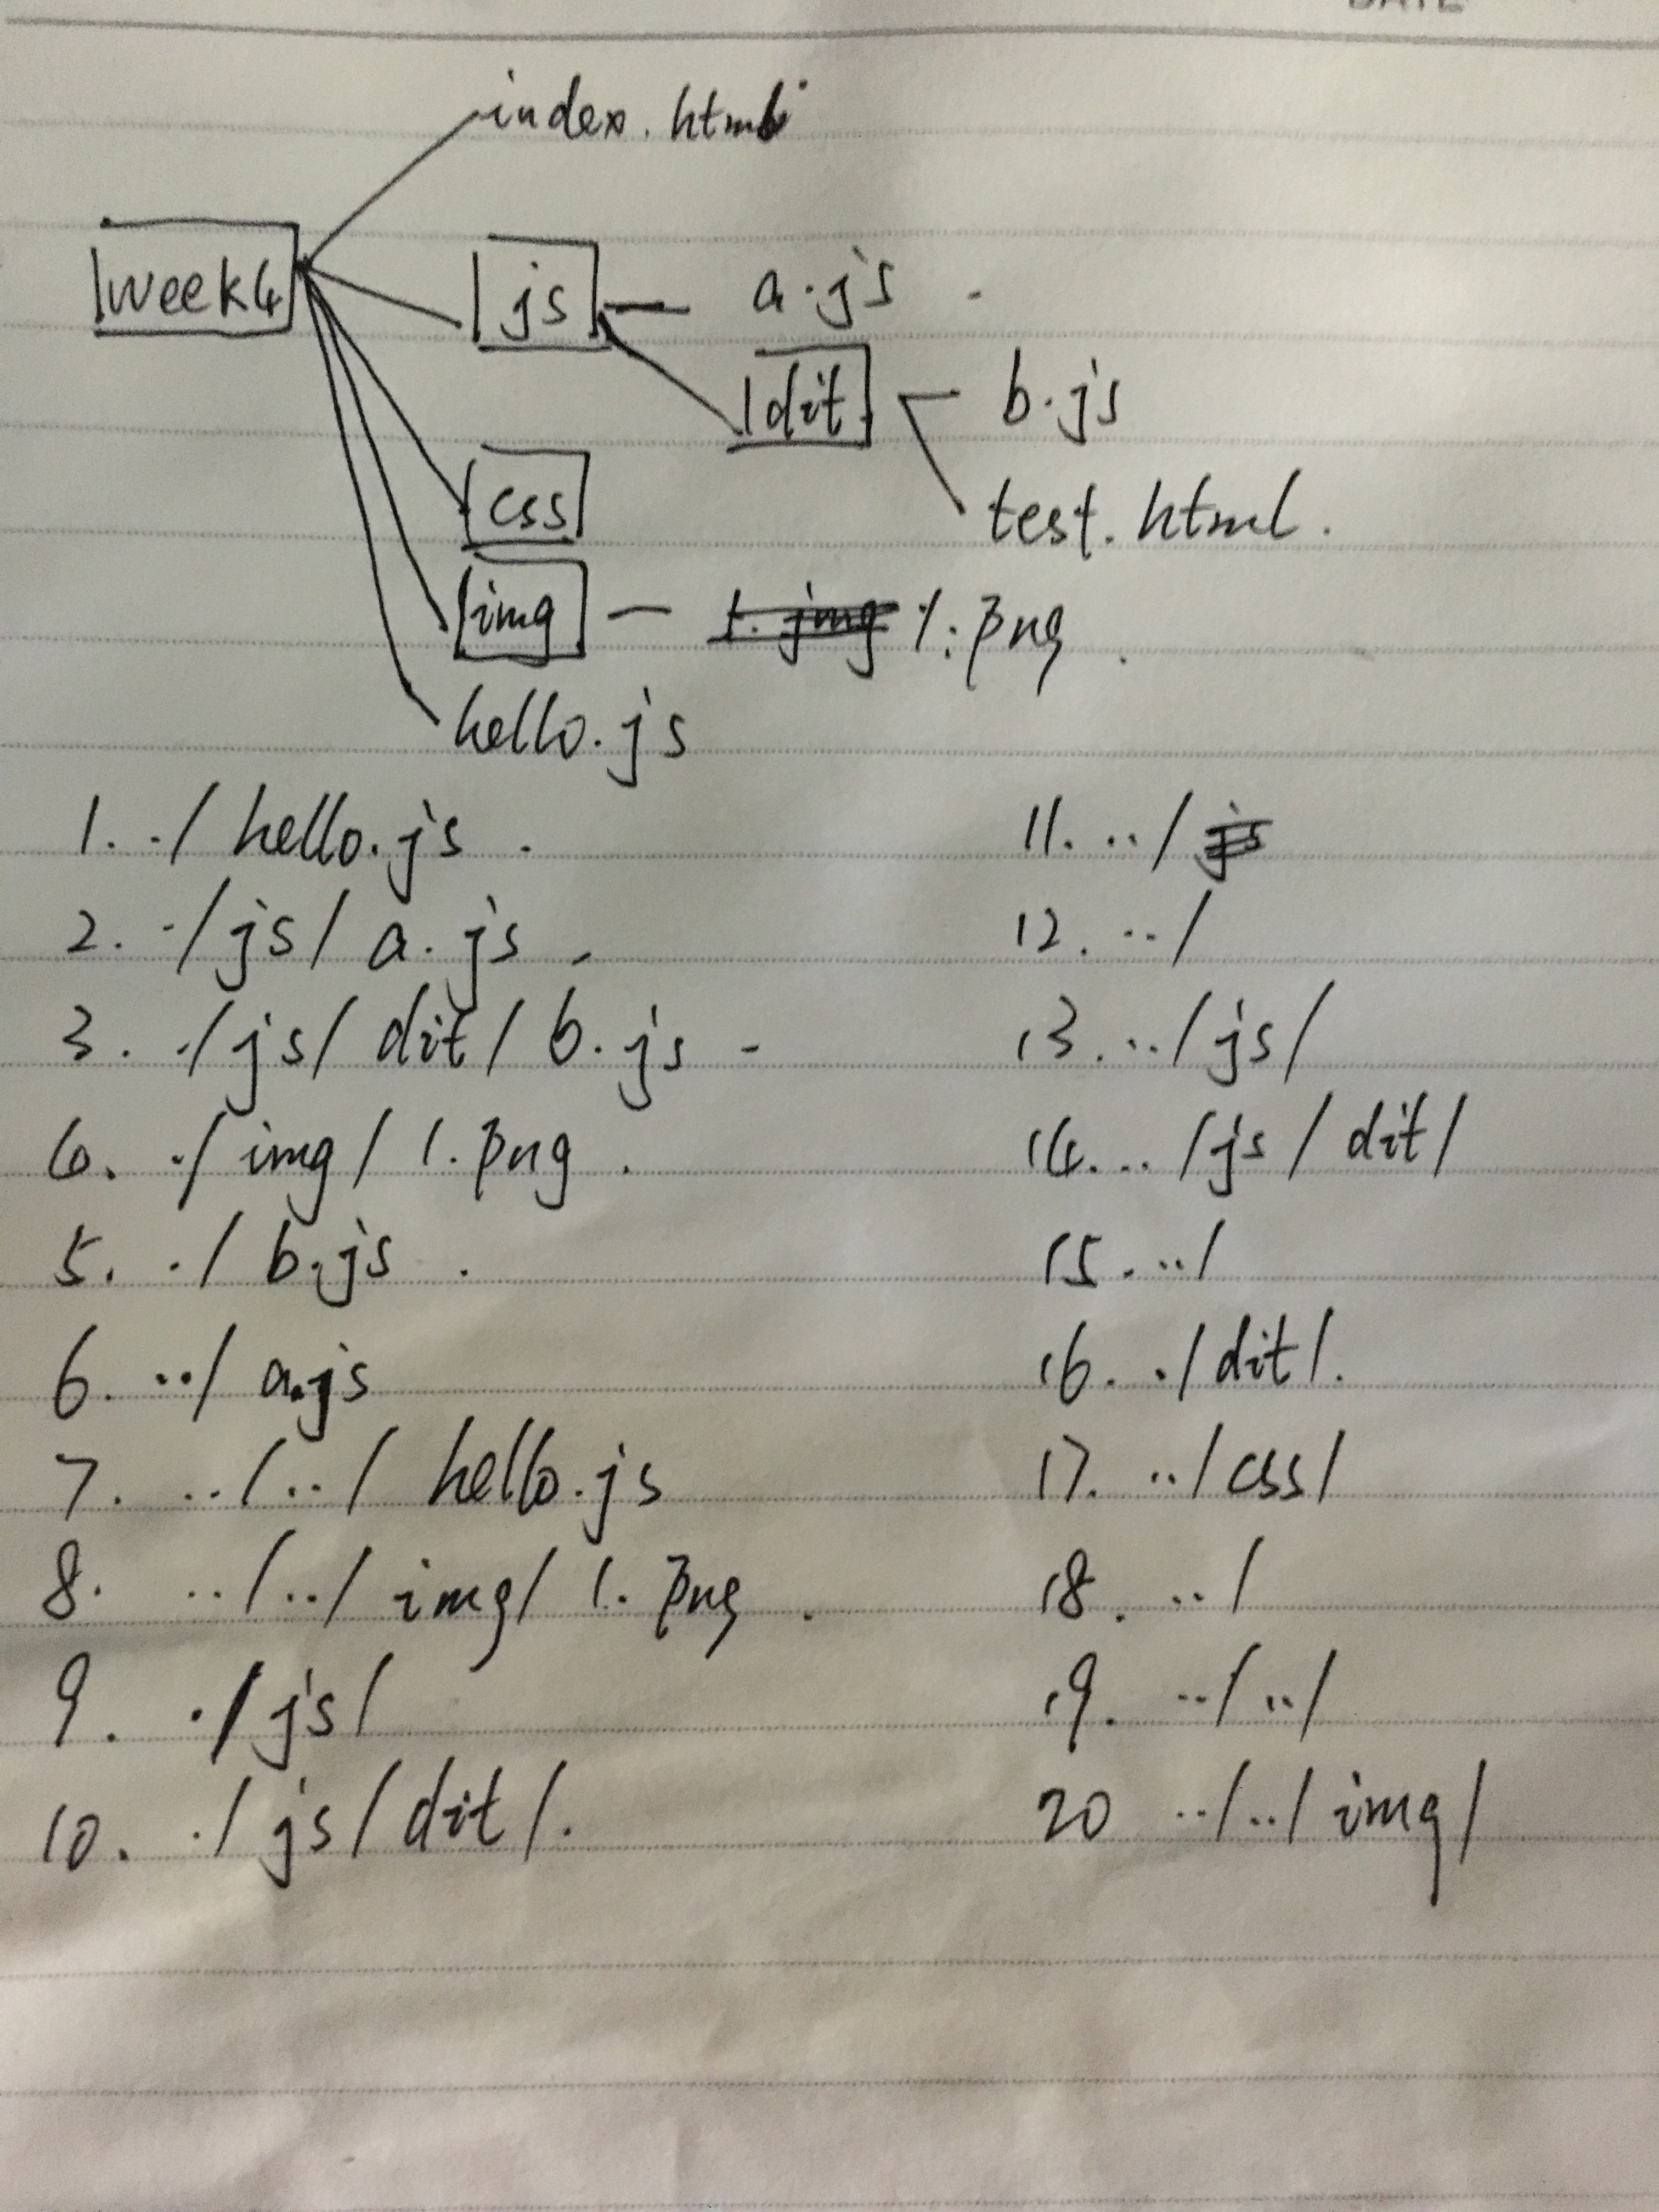 DATE
index.html
week4
js
a.js
dit
b.js
css
test.html.
img
1.png
hello.js
1. ./ hello.js
2. ./js/ a.js
3. ./js/ dit/ b.js
4. ./img/ 1.png
5. ./ b.js
6. ../ a.js
7. ../../ hello.js
8. ../../ img/ 1.png
9. ./js/
10. ./js/dit/.
11. ../
12. ../
13. ../js/
14. ../js/dit/
15. ../
16. ./dit/.
17. ../css/
18. ../
19. ../../
20 ../../img/